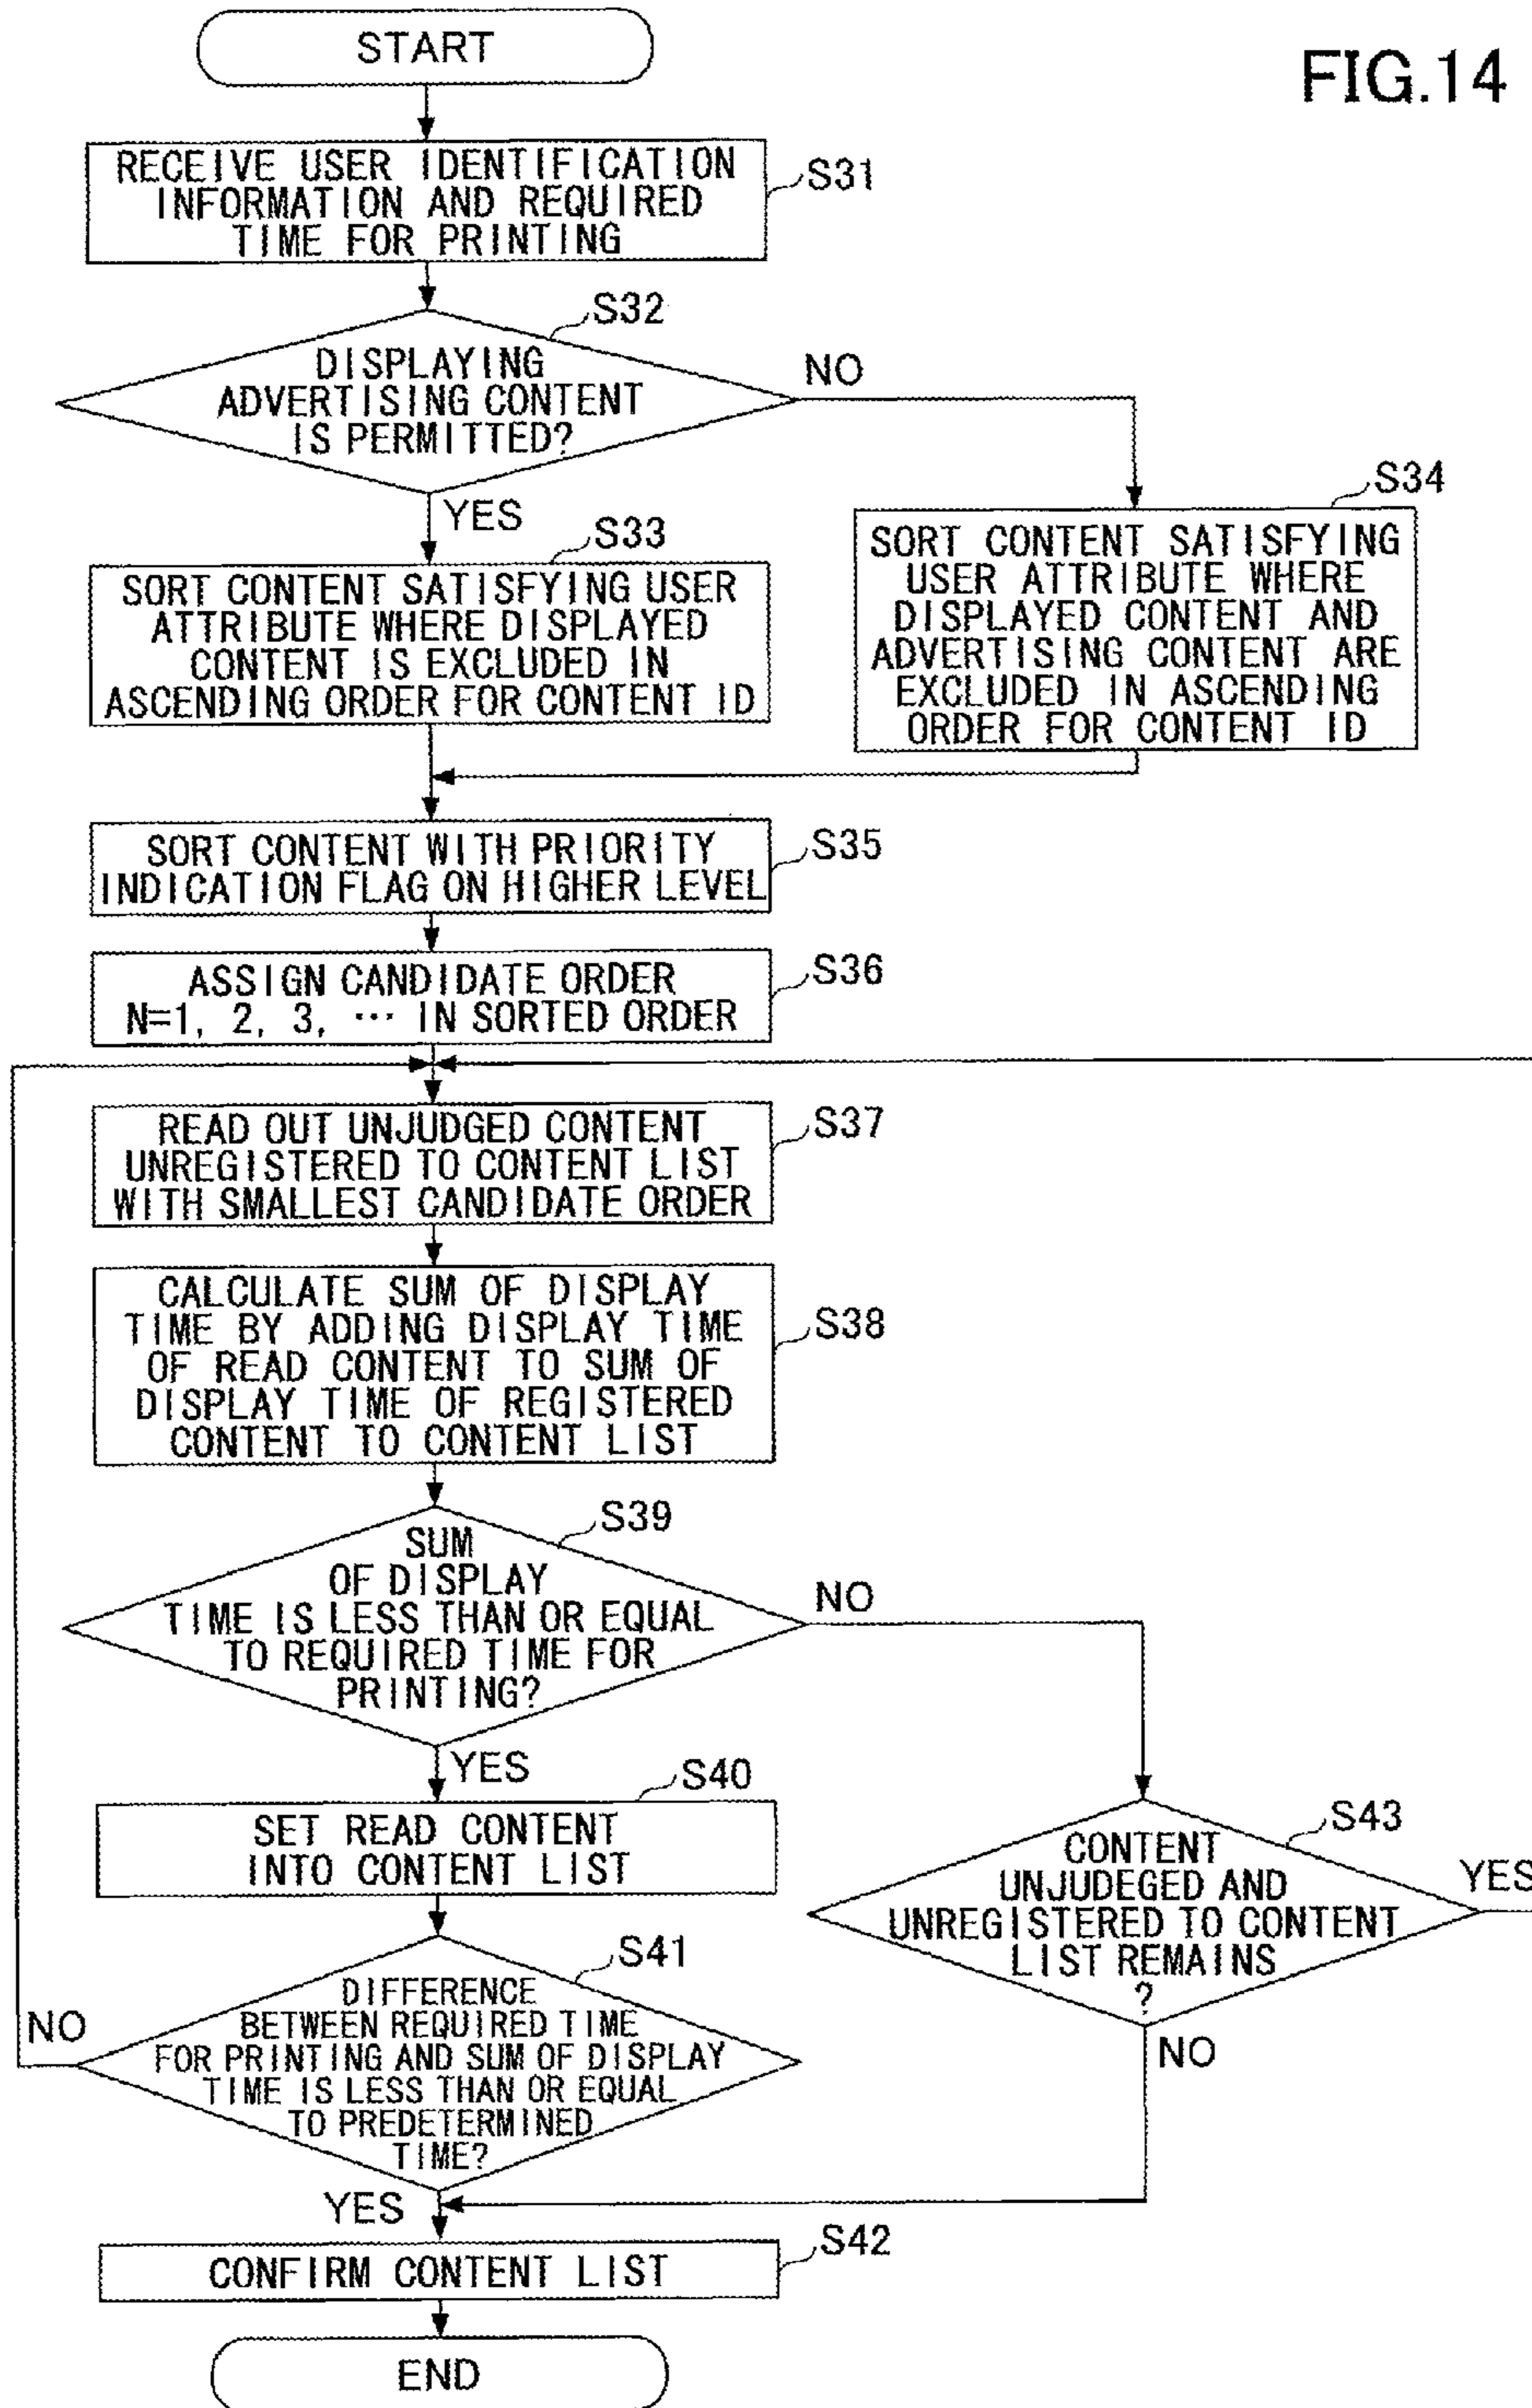 START
FIG.14
RECEIVE USER IDENTIFICATION
INFORMATION AND REQUIRED
TIME FOR PRINTING
S31
S32
DISPLAYING
ADVERTISING CONTENT
IS PERMITTED?
NO
YES
S33
SORT CONTENT SATISFYING USER
ATTRIBUTE WHERE DISPLAYED
CONTENT IS EXCLUDED IN
ASCENDING ORDER FOR CONTENT ID
S34
SORT CONTENT SATISFYING
USER ATTRIBUTE WHERE
DISPLAYED CONTENT AND
ADVERTISING CONTENT ARE
EXCLUDED IN ASCENDING
ORDER FOR CONTENT ID
SORT CONTENT WITH PRIORITY
INDICATION FLAG ON HIGHER LEVEL
S35
ASSIGN CANDIDATE ORDER
N=1, 2, 3, ··· IN SORTED ORDER
S36
READ OUT UNJUDGED CONTENT
UNREGISTERED TO CONTENT LIST
WITH SMALLEST CANDIDATE ORDER
S37
CALCULATE SUM OF DISPLAY
TIME BY ADDING DISPLAY TIME
OF READ CONTENT TO SUM OF
DISPLAY TIME OF REGISTERED
CONTENT TO CONTENT LIST
S38
S39
SUM
OF DISPLAY
TIME IS LESS THAN OR EQUAL
TO REQUIRED TIME FOR
PRINTING?
NO
YES
S40
SET READ CONTENT
INTO CONTENT LIST
S43
CONTENT
UNJUDEGED AND
UNREGISTERED TO CONTENT
LIST REMAINS
?
YES
NO
S41
DIFFERENCE
BETWEEN REQUIRED TIME
FOR PRINTING AND SUM OF DISPLAY
TIME IS LESS THAN OR EQUAL
TO PREDETERMINED
TIME?
NO
YES
S42
CONFIRM CONTENT LIST
END